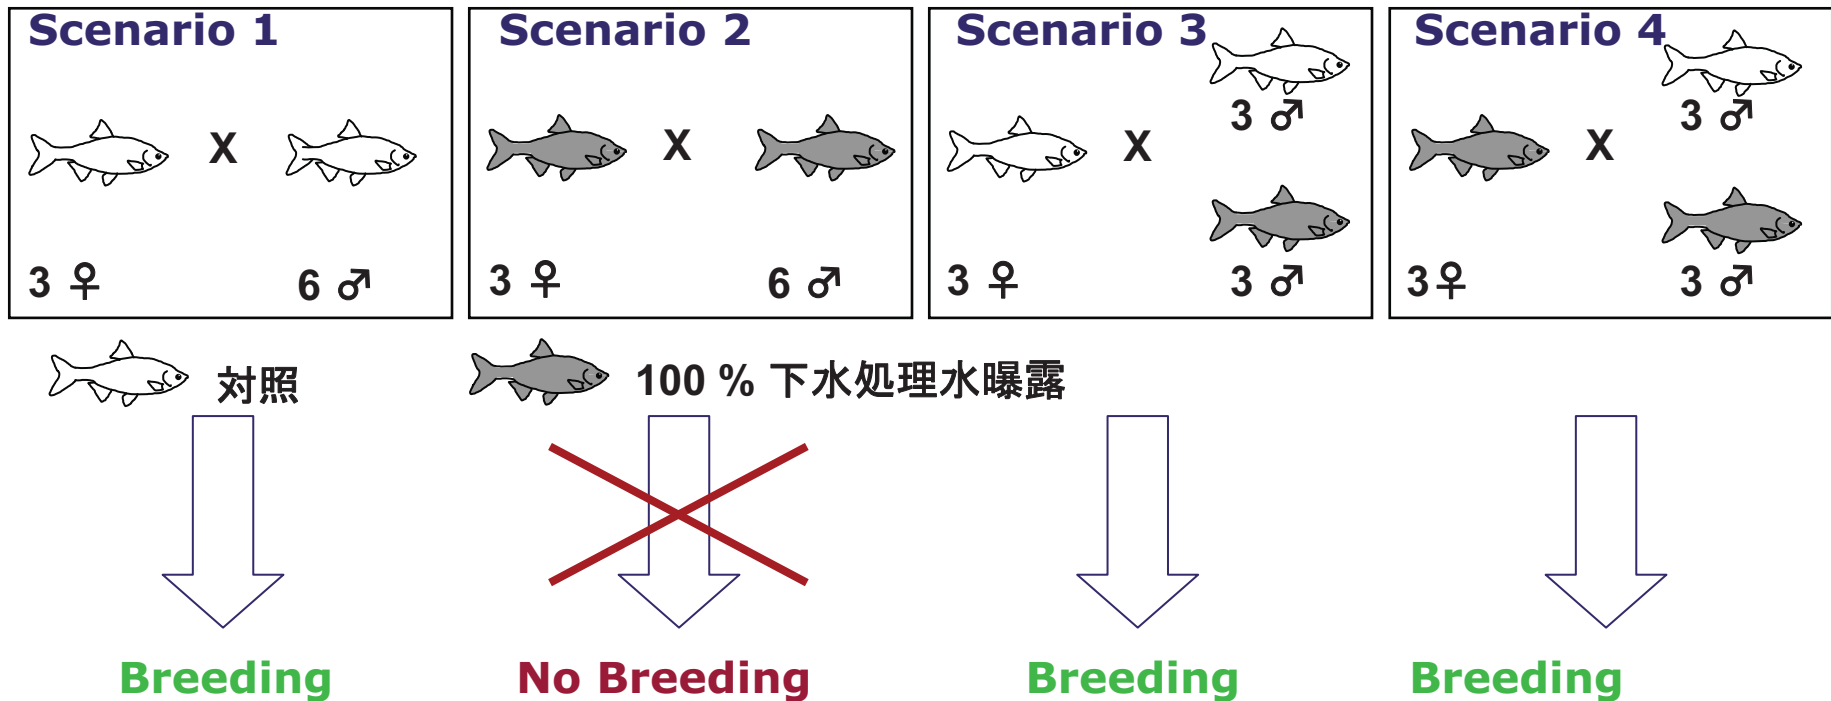 Scenario 1
X
3 ♀
6 ♂
Scenario 2
X
3 ♀
6 ♂
Scenario 3
3 ♂
X
3 ♀
3 ♂
Scenario 4
3 ♂
X
3♀
3 ♂
対照
100 % 下水処理水曝露
Breeding
No Breeding
Breeding
Breeding